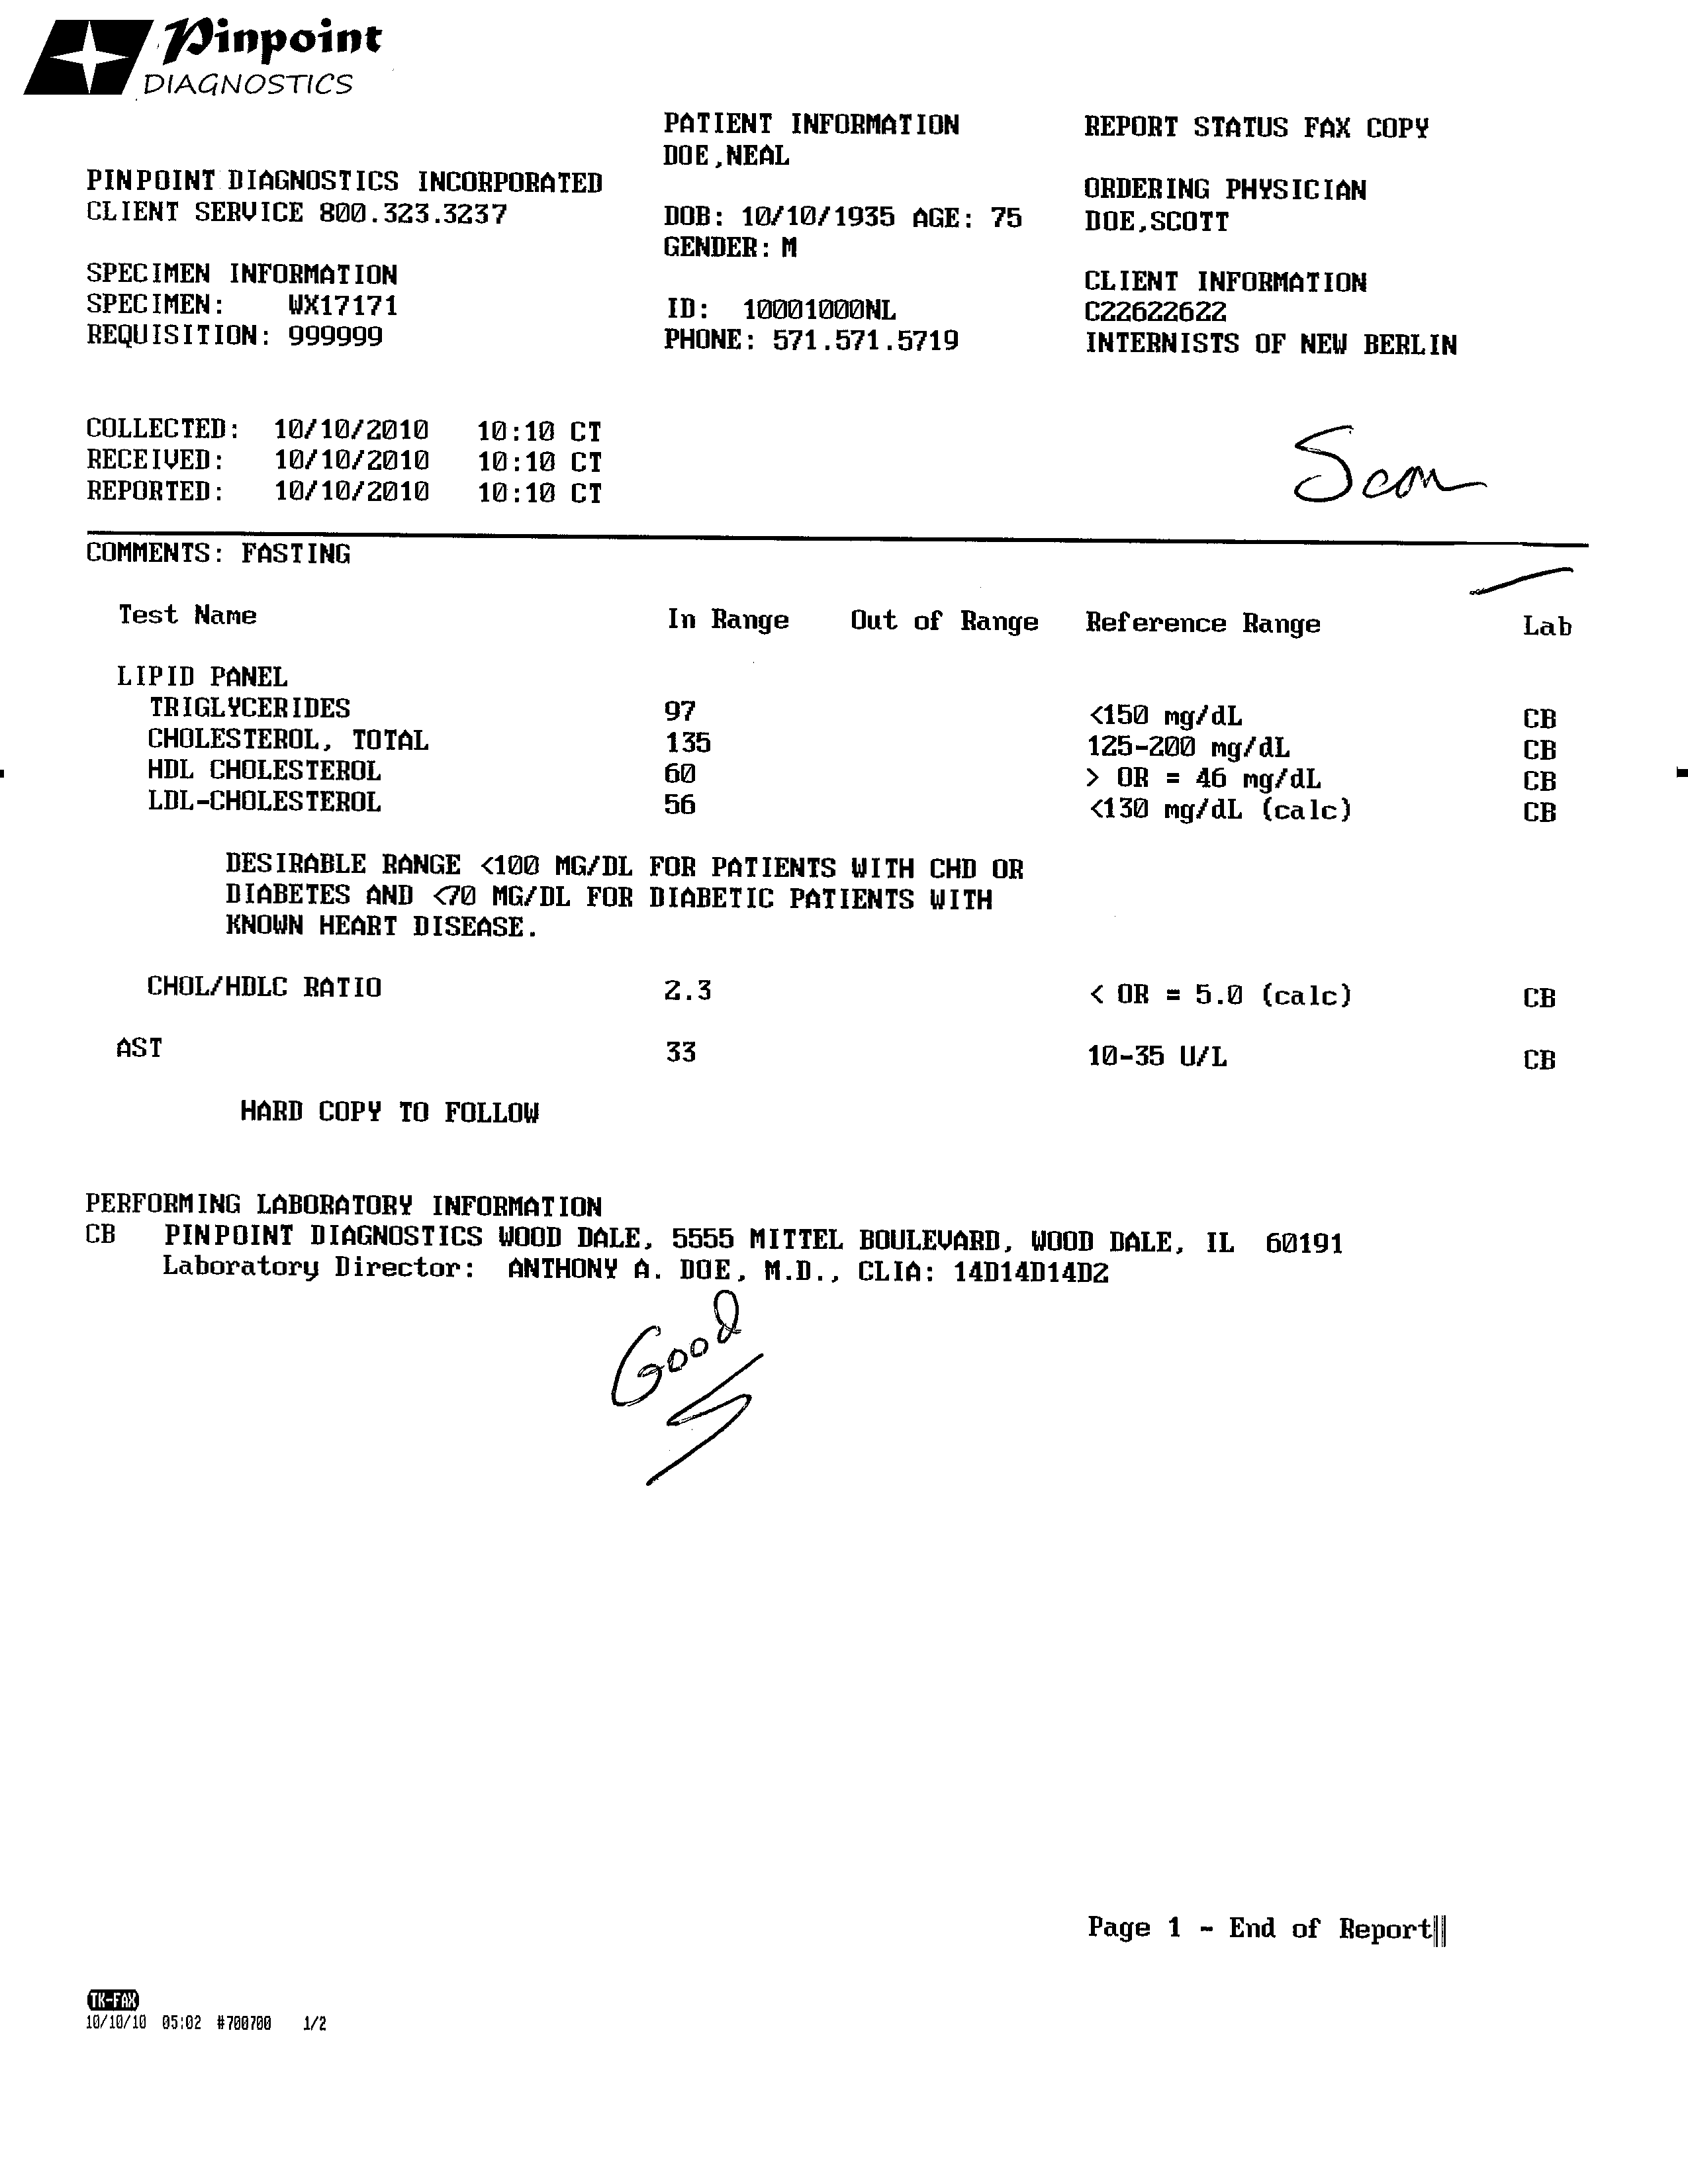 Pinpoint
DIAGNOSTICS
PINPOINT DIAGNOSTICS INCORPORATED
CLIENT SERVICE 800.323.3237
SPECIMEN INFORMATION
SPECIMEN: WX17171
REQUISITION: 999999
COLLECTED: 10/10/2010 10:10 CT
RECEIVED: 10/10/2010 10:10 CT
REPORTED: 10/10/2010 10:10 CT
PATIENT INFORMATION
DOE,NEAL
DOB: 10/10/1935 AGE: 75
GENDER: M
ID: 10001000NL
PHONE: 571.571.5719
REPORT STATUS FAX COPY
ORDERING PHYSICIAN
DOE,SCOTT
CLIENT INFORMATION
C22622622
INTERNISTS OF NEW BERLIN
Scan
COMMENTS: FASTING
Test Name In Range Out of Range Reference Range Lab
LIPID PANEL
TRIGLYCERIDES 97 <150 mg/dL CB
CHOLESTEROL, TOTAL 135 125-200 mg/dL CB
HDL CHOLESTEROL 60 > OR = 46 mg/dL CB
LDL-CHOLESTEROL 56 <130 mg/dL (calc) CB
DESIRABLE RANGE <100 MG/DL FOR PATIENTS WITH CHD OR
DIABETES AND <70 MG/DL FOR DIABETIC PATIENTS WITH
KNOWN HEART DISEASE.
CHOL/HDLC RATIO 2.3 < OR = 5.0 (calc) CB
AST 33 10-35 U/L CB
HARD COPY TO FOLLOW
PERFORMING LABORATORY INFORMATION
CB PINPOINT DIAGNOSTICS WOOD DALE, 5555 MITTEL BOULEVARD, WOOD DALE, IL 60191
Laboratory Director: ANTHONY A. DOE, M.D., CLIA: 14D14D14D2
Good
Page 1 - End of Report
TK-FAX
10/10/10 05:02 #700700 1/2